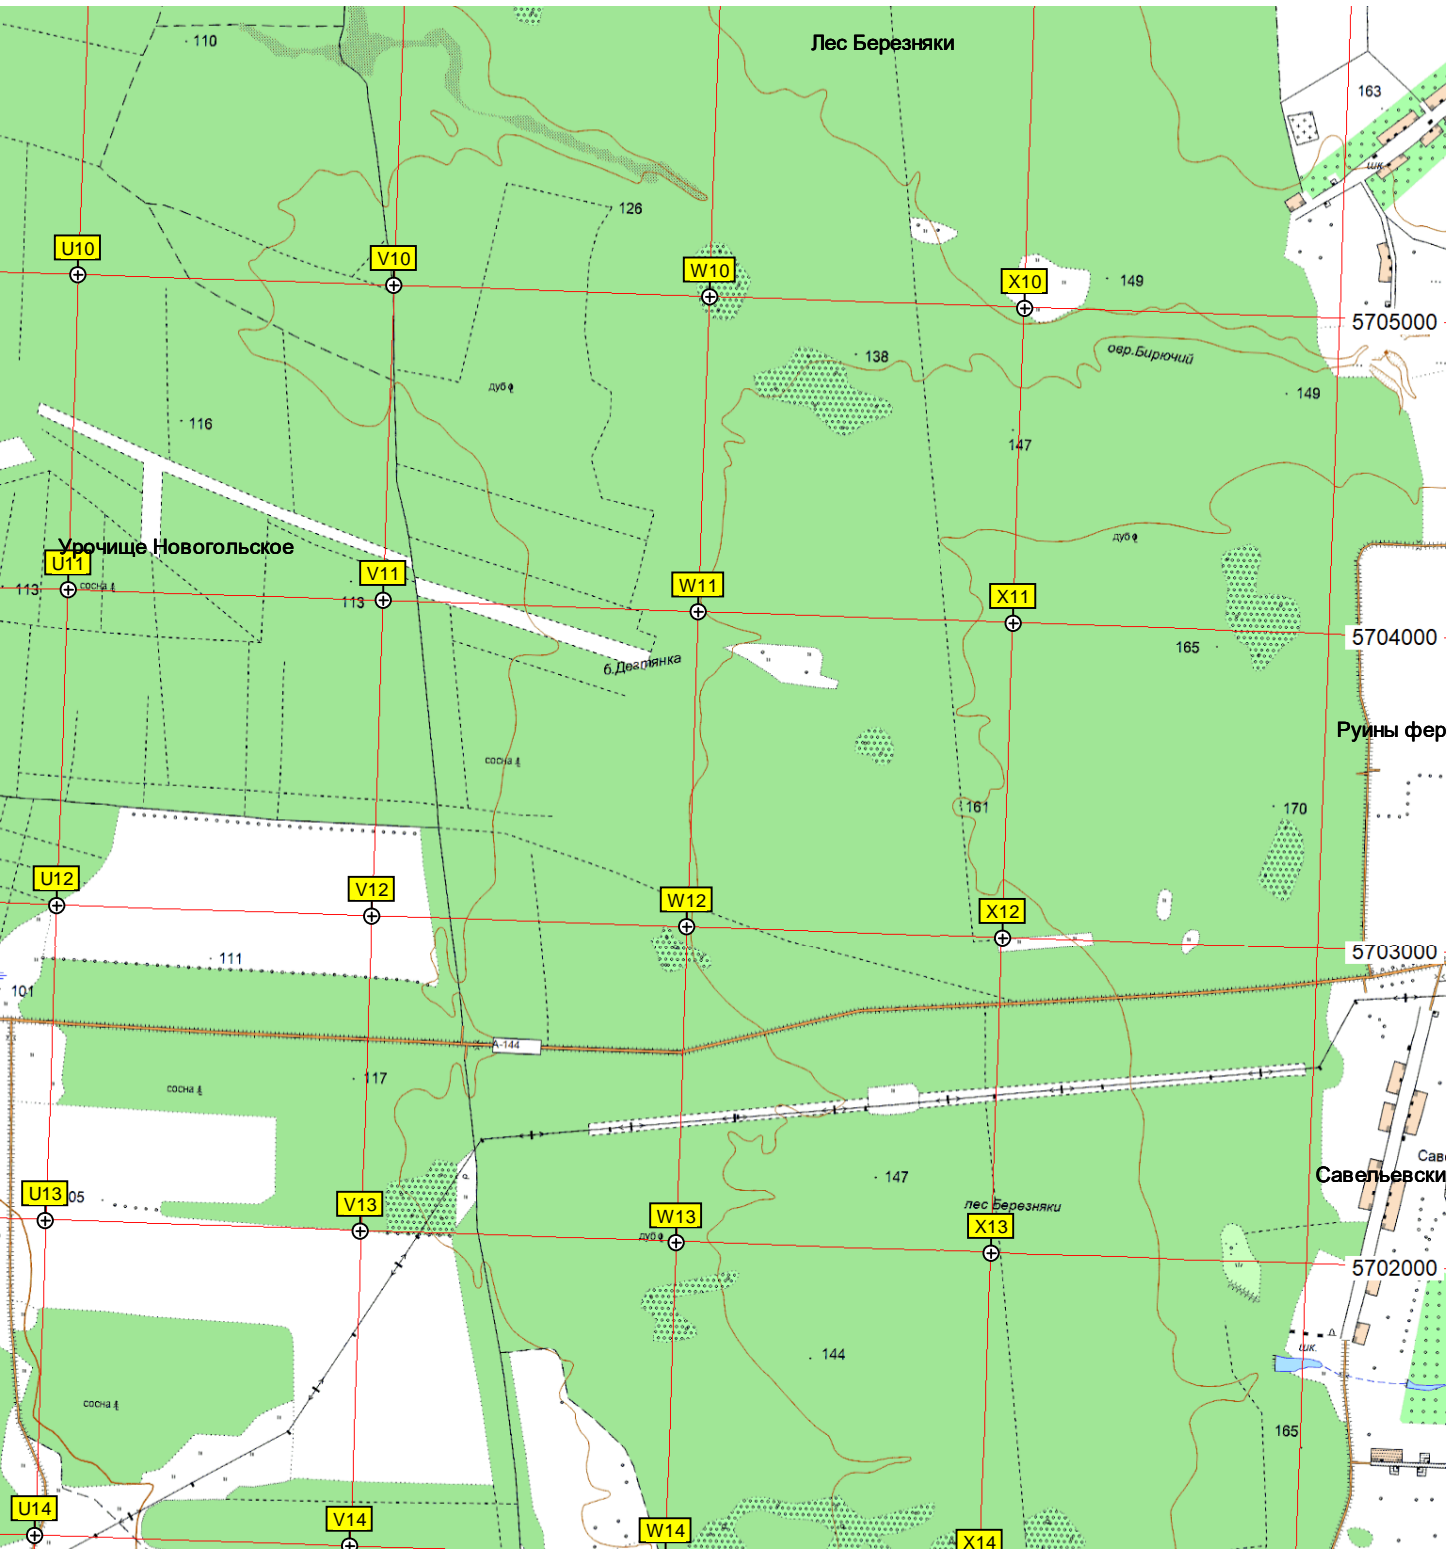 110
Лес Березняки
163
шк.
126
U10
V10
W10
X10
149
5705000
138
овр.Бирючий
дуб
149
116
147
Урочище Новогольское
дуб
U11
113
сосна
V11
113
W11
X11
5704000
165
б.Дегтянка
Руины фер
сосна
161
170
U12
V12
W12
X12
111
5703000
101
А-144
117
сосна
147
Саве
Савельевски
U13
05
V13
W13
лес Березняки
X13
дуб
5702000
144
шк.
сосна
165
U14
V14
W14
X14